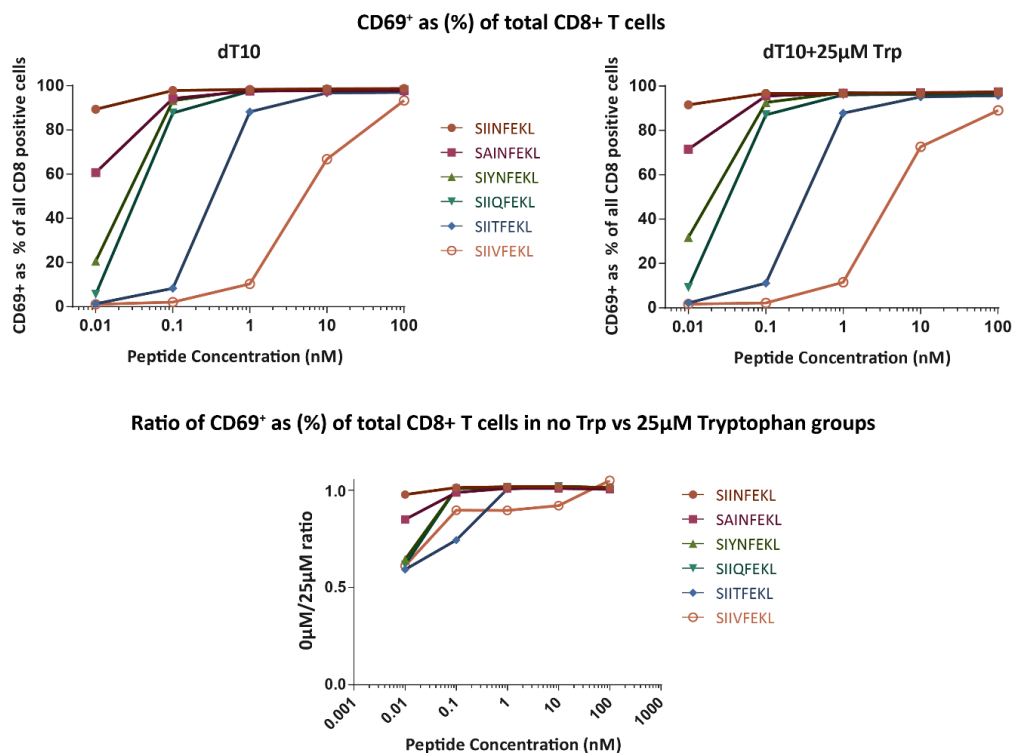 CD69⁺ as (%) of total CD8+ T cells
dT10
dT10+25µM Trp
CD69+ as % of all CD8 positive cells
100
80
60
40
20
0
0.01
0.1
1
10
100
Peptide Concentration (nM)
SIINFEKL
SAINFEKL
SIYNFEKL
SIIQFEKL
SIITFEKL
SIIVFEKL
CD69+ as % of all CD8 positive cells
100
80
60
40
20
0
0.01
0.1
1
10
100
Peptide Concentration (nM)
Ratio of CD69⁺ as (%) of total CD8+ T cells in no Trp vs 25µM Tryptophan groups
0µM/25µM ratio
1.0
0.5
0.0
0.001
0.01
0.1
1
10
100
1000
Peptide Concentration (nM)
SIINFEKL
SAINFEKL
SIYNFEKL
SIIQFEKL
SIITFEKL
SIIVFEKL